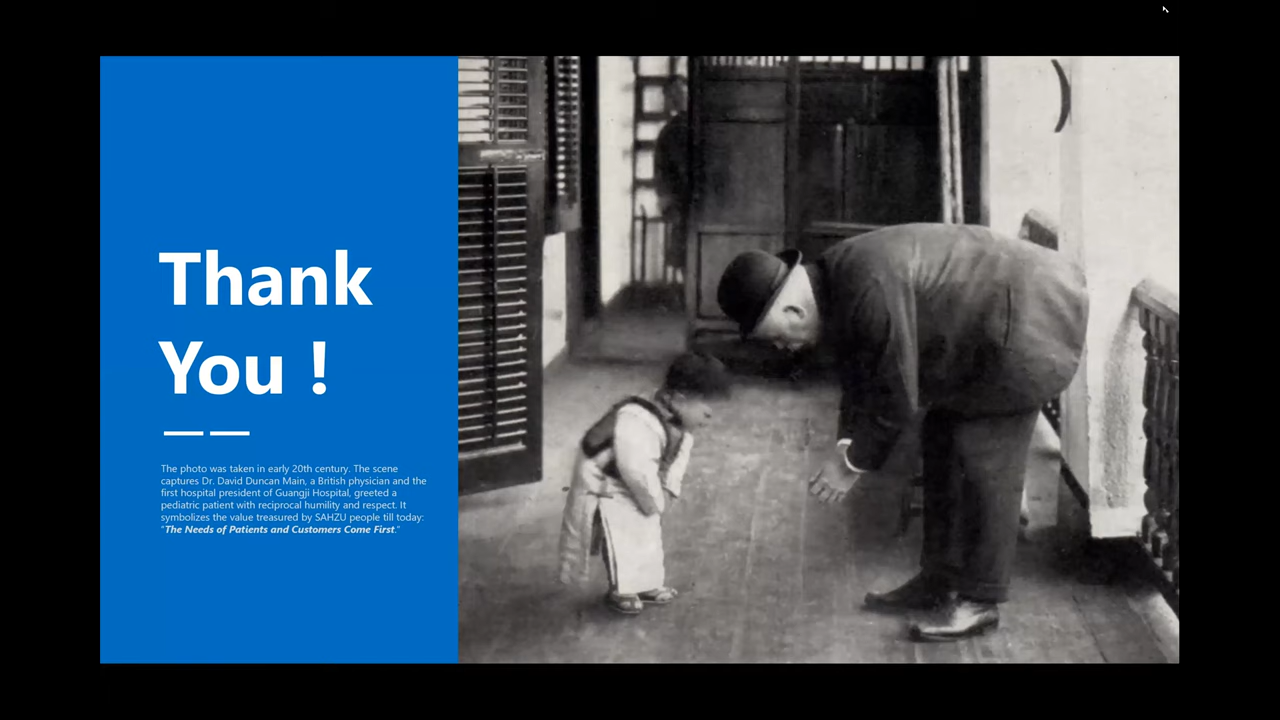 Thank
You !
The photo was taken in early 20th century. The scene
captures Dr. David Duncan Main, a British physician and the
first hospital president of Guangji Hospital, greeted a
pediatric patient with reciprocal humility and respect. It
symbolizes the value treasured by SAHZU people till today:
"The Needs of Patients and Customers Come First."